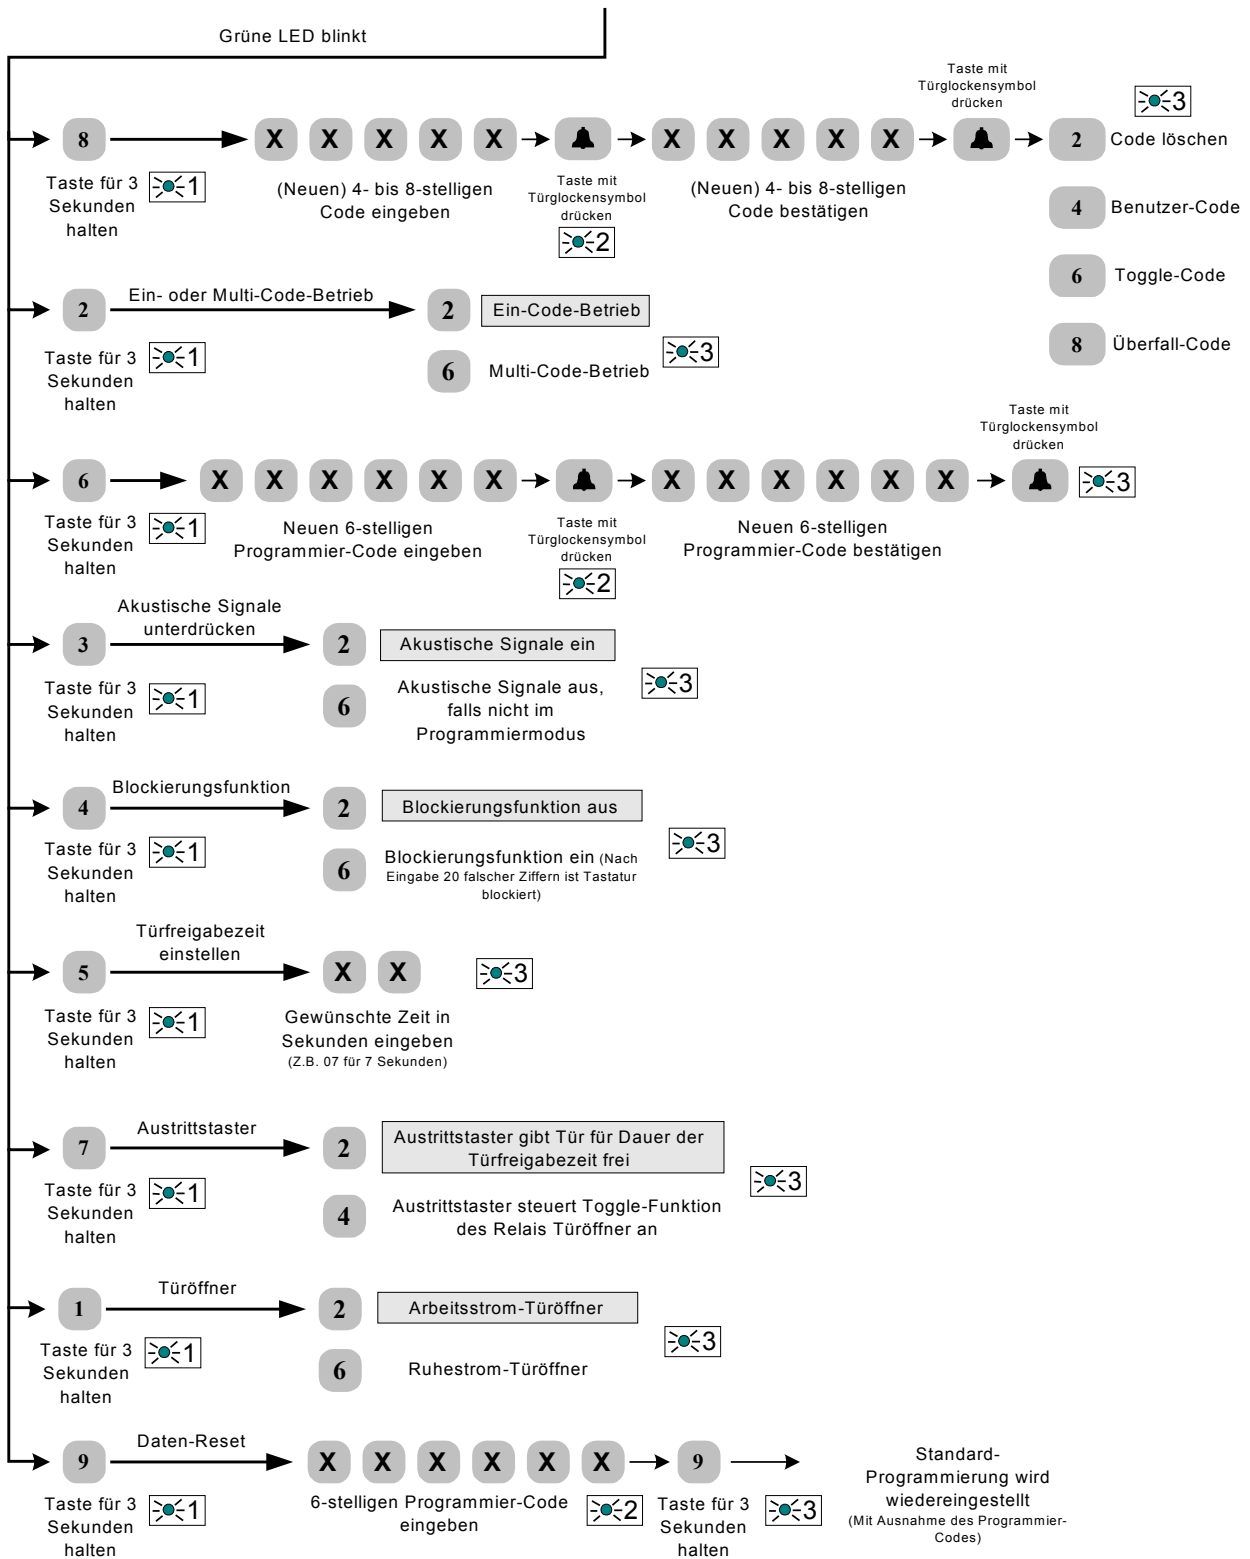 Grüne LED blinkt
Taste mit
Türglockensymbol
drücken
3
8 X X X X X X X X X X 2 Code löschen
Taste für 3
Sekunden
halten
1
(Neuen) 4- bis 8-stelligen
Code eingeben
Taste mit
Türglockensymbol
drücken
2
(Neuen) 4- bis 8-stelligen
Code bestätigen
4 Benutzer-Code
6 Toggle-Code
8 Überfall-Code
2 Ein- oder Multi-Code-Betrieb 2 Ein-Code-Betrieb
Taste für 3
Sekunden
halten
1
6 Multi-Code-Betrieb
3
Taste mit
Türglockensymbol
drücken
6 X X X X X X X X X X X X 3
Taste für 3
Sekunden
halten
1
Neuen 6-stelligen
Programmier-Code eingeben
Taste mit
Türglockensymbol
drücken
2
Neuen 6-stelligen
Programmier-Code bestätigen
Akustische Signale
unterdrücken
3 2 Akustische Signale ein
Taste für 3
Sekunden
halten
1
6 Akustische Signale aus,
falls nicht im
Programmiermodus
3
Blockierungsfunktion
4 2 Blockierungsfunktion aus
Taste für 3
Sekunden
halten
1
6 Blockierungsfunktion ein (Nach
Eingabe 20 falscher Ziffern ist Tastatur
blockiert)
3
Türfreigabezeit
einstellen
5 X X 3
Taste für 3
Sekunden
halten
1
Gewünschte Zeit in
Sekunden eingeben
(Z.B. 07 für 7 Sekunden)
Austrittstaster
7 2 Austrittstaster gibt Tür für Dauer der
Türfreigabezeit frei
Taste für 3
Sekunden
halten
1
4 Austrittstaster steuert Toggle-Funktion
des Relais Türöffner an
3
Türöffner
1 2 Arbeitsstrom-Türöffner
Taste für 3
Sekunden
halten
1
6 Ruhestrom-Türöffner
3
Daten-Reset
9 X X X X X X 9
Taste für 3
Sekunden
halten
1
6-stelligen Programmier-Code
eingeben
2
Taste für 3
Sekunden
halten
3
Standard-
Programmierung wird
wiedereingestellt
(Mit Ausnahme des Programmier-
Codes)